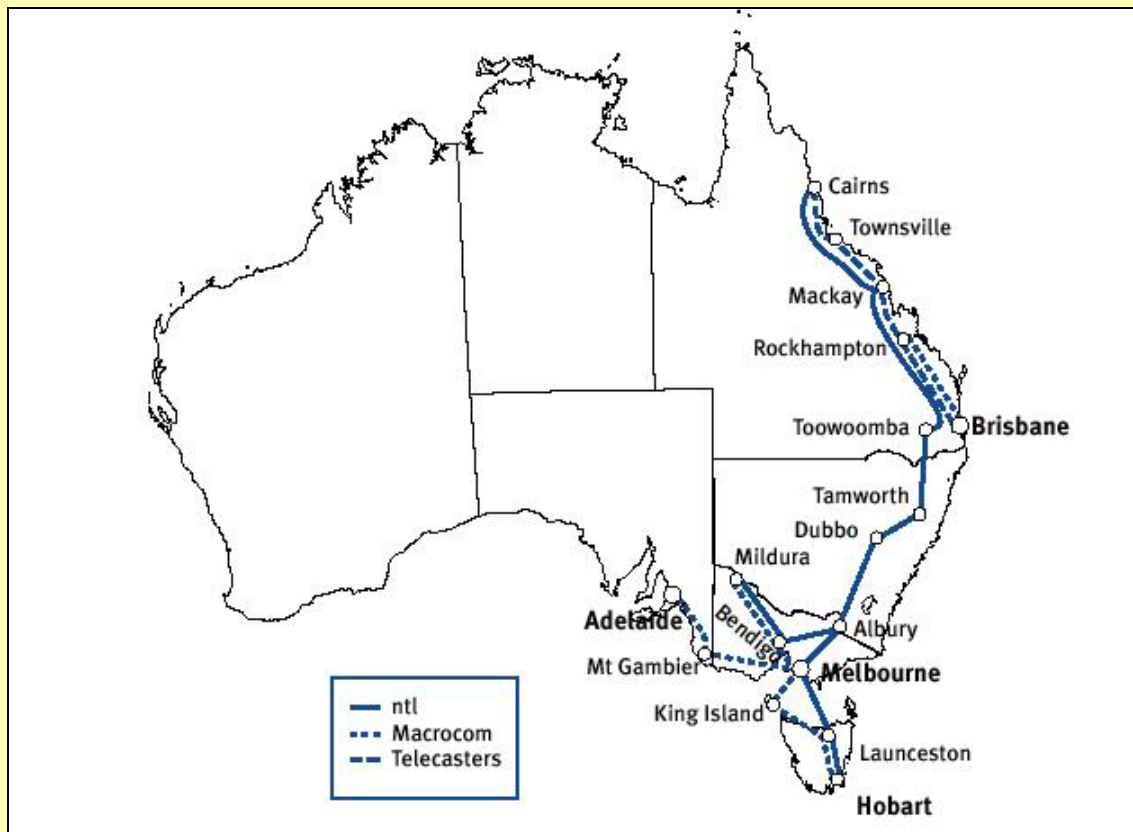 Cairns
Townsville
Mackay
Rockhampton
Toowoomba
Brisbane
Tamworth
Dubbo
Mildura
Adelaide
Bendigo
Albury
Mt Gambier
Melbourne
King Island
Launceston
Hobart
ntl
Macrocom
Telecasters